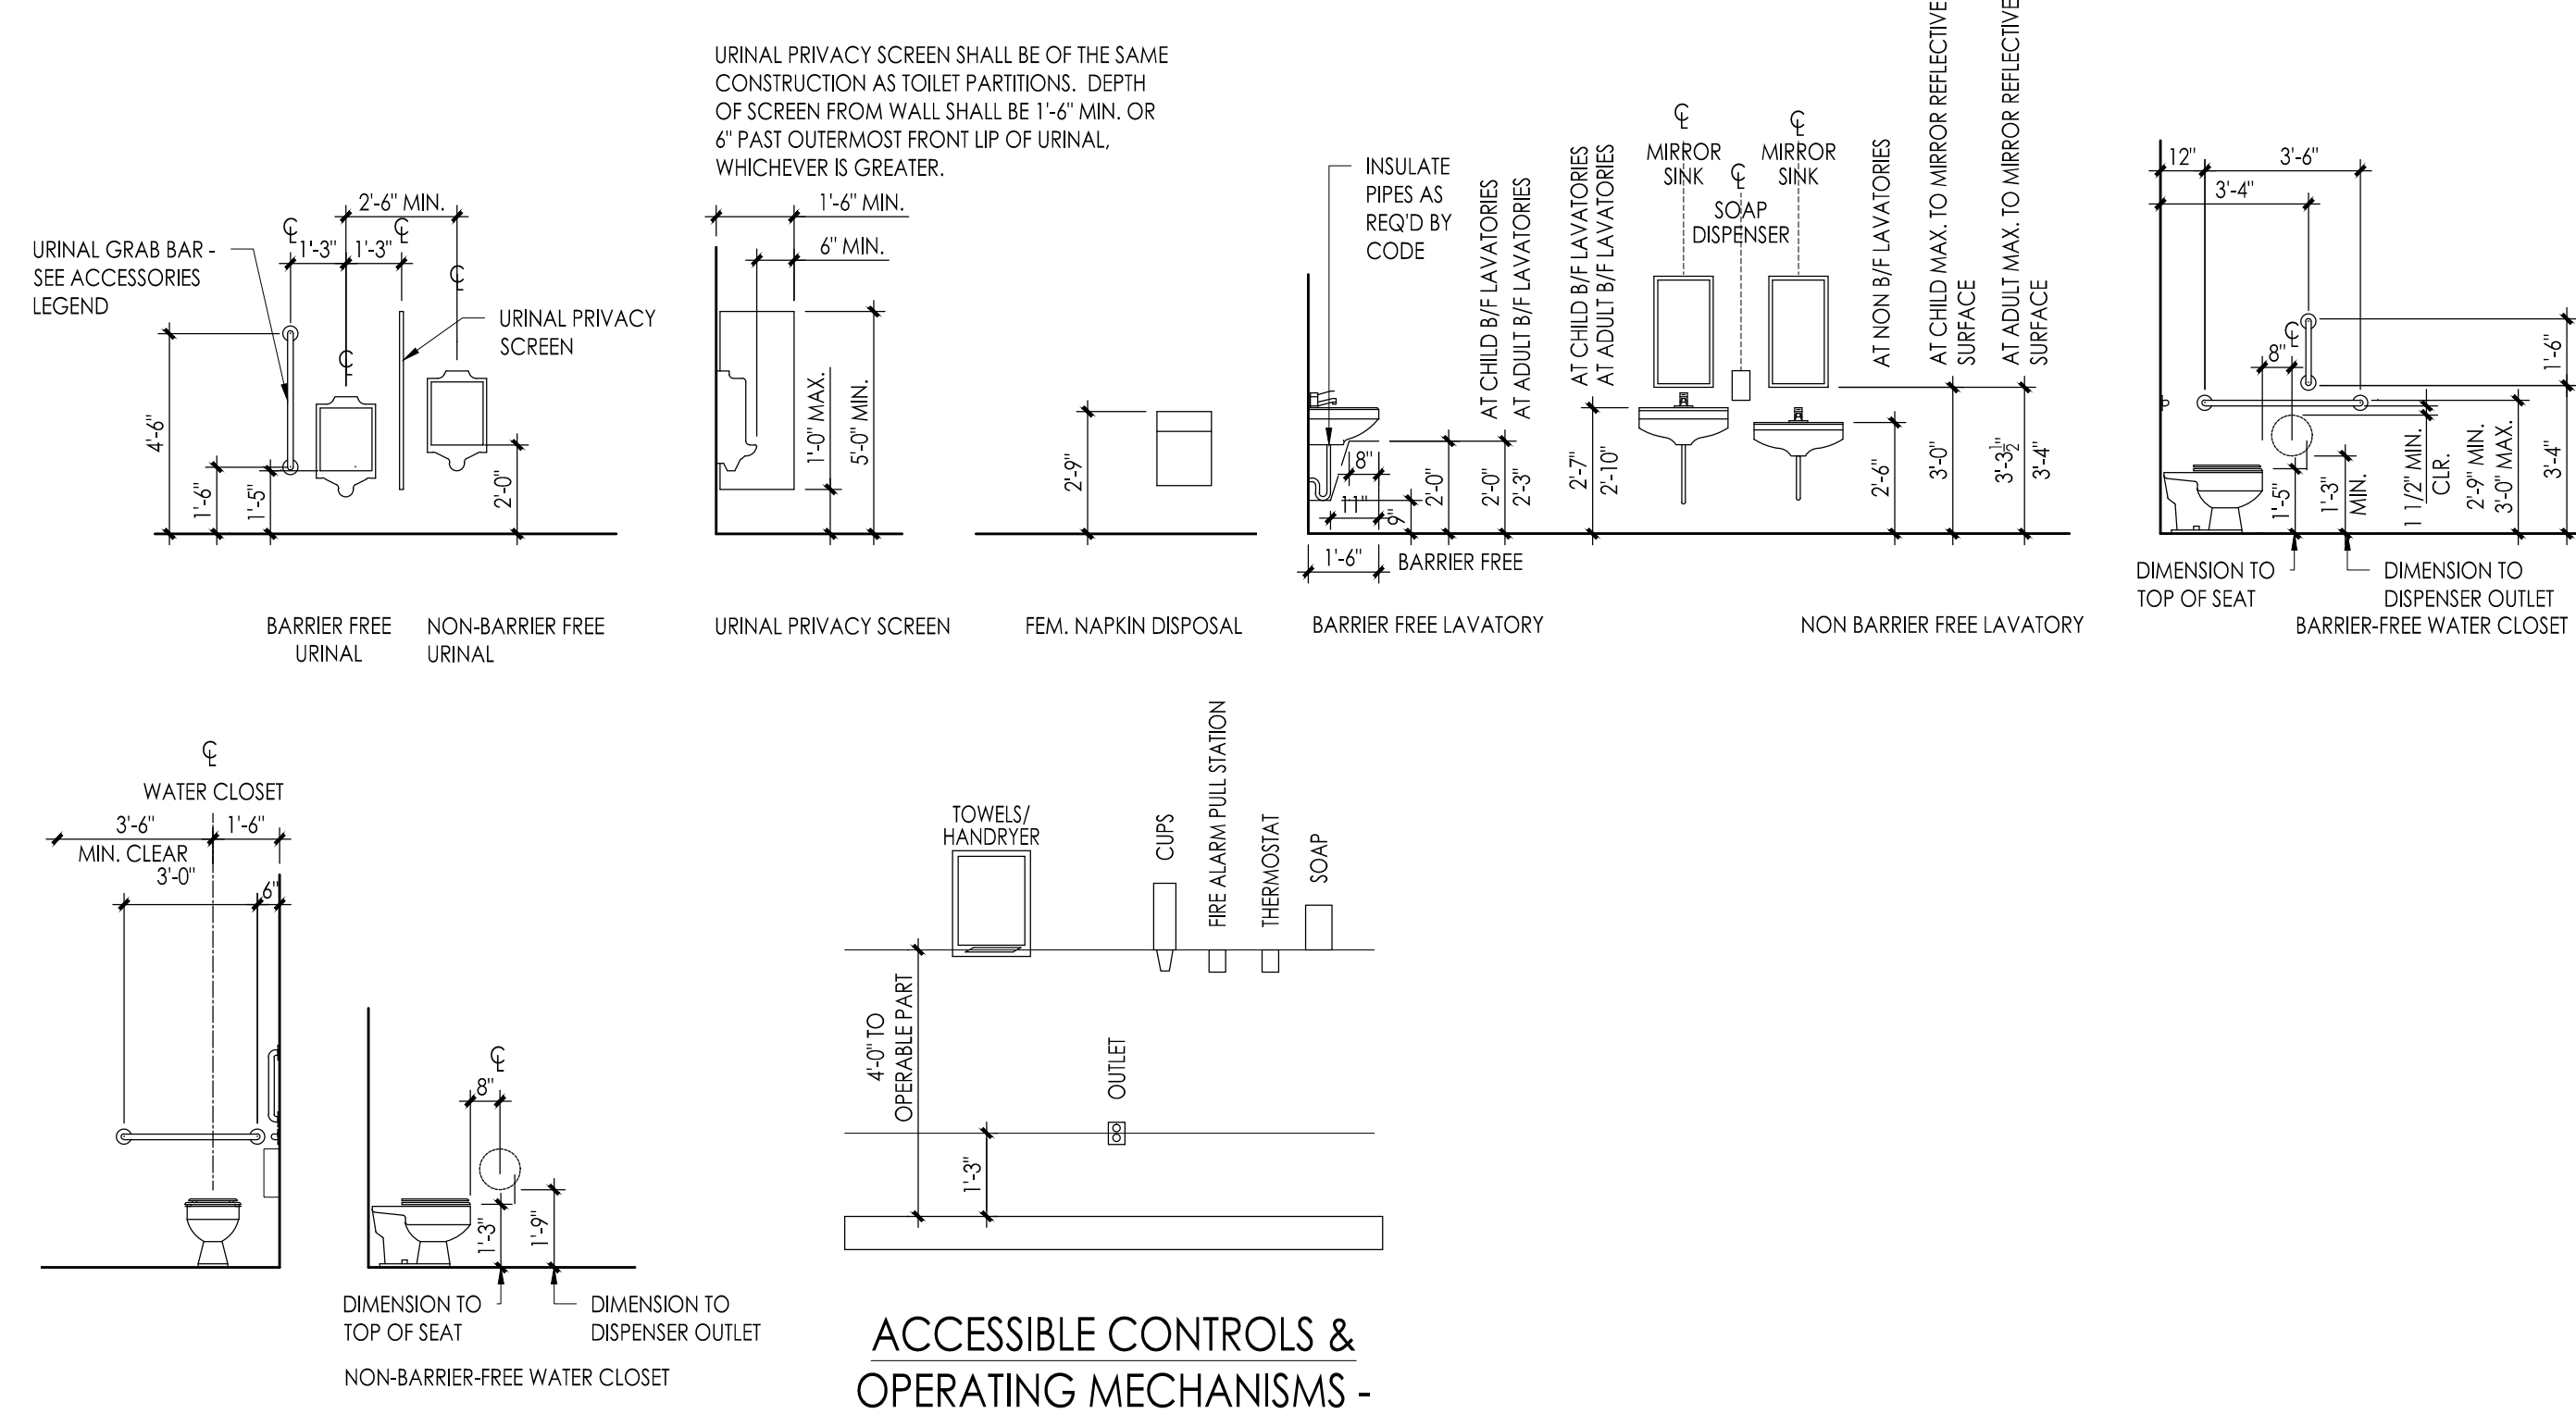 URINAL PRIVACY SCREEN SHALL BE OF THE SAME
CONSTRUCTION AS TOILET PARTITIONS.  DEPTH
OF SCREEN FROM WALL SHALL BE 1'-6" MIN. OR
6" PAST OUTERMOST FRONT LIP OF URINAL,
WHICHEVER IS GREATER.
URINAL GRAB BAR -
SEE ACCESSORIES
LEGEND
2'-6" MIN.
℄
℄
1'-3"
1'-3"
℄
℄
URINAL PRIVACY
SCREEN
4'-6"
1'-6"
1'-5"
2'-0"
BARRIER FREE
URINAL
NON-BARRIER FREE
URINAL
1'-6" MIN.
6" MIN.
1'-0" MAX.
5'-0" MIN.
URINAL PRIVACY SCREEN
2'-9"
FEM. NAPKIN DISPOSAL
INSULATE
PIPES AS
REQ'D BY
CODE
8"
11"
9"
2'-0"
1'-6"
BARRIER FREE
AT CHILD B/F LAVATORIES
AT ADULT B/F LAVATORIES
2'-0"
2'-3"
AT CHILD B/F LAVATORIES
AT ADULT B/F LAVATORIES
2'-7"
2'-10"
BARRIER FREE LAVATORY
℄
MIRROR
SINK
℄
SOAP
DISPENSER
℄
MIRROR
SINK
AT NON B/F LAVATORIES
2'-6"
AT CHILD MAX. TO MIRROR REFLECTIVE
SURFACE
3'-0"
AT ADULT MAX. TO MIRROR REFLECTIVE
SURFACE
3'-3½"
3'-4"
NON BARRIER FREE LAVATORY
12"
3'-6"
3'-4"
8"
℄
1'-6"
1'-5"
1'-3"
MIN.
1 1/2" MIN.
CLR.
2'-9" MIN.
3'-0" MAX.
3'-4"
DIMENSION TO
TOP OF SEAT
DIMENSION TO
DISPENSER OUTLET
BARRIER-FREE WATER CLOSET
℄
WATER CLOSET
3'-6"
1'-6"
MIN. CLEAR
3'-0"
6"
8"
℄
1'-3"
1'-9"
DIMENSION TO
TOP OF SEAT
DIMENSION TO
DISPENSER OUTLET
NON-BARRIER-FREE WATER CLOSET
TOWELS/
HANDRYER
CUPS
FIRE ALARM PULL STATION
THERMOSTAT
SOAP
4'-0" TO
OPERABLE PART
OUTLET
1'-3"
ACCESSIBLE CONTROLS &
OPERATING MECHANISMS -